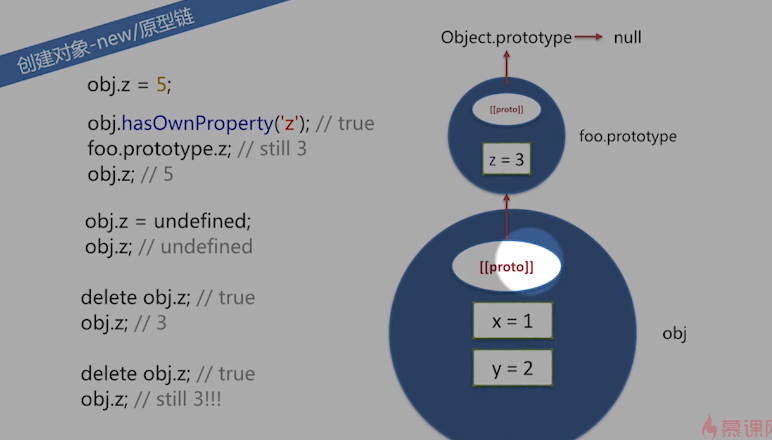 创建对象-new/原型链
obj.z = 5;
obj.hasOwnProperty('z'); // true
foo.prototype.z; // still 3
obj.z; // 5
obj.z = undefined;
obj.z; // undefined
delete obj.z; // true
obj.z; // 3
delete obj.z; // true
obj.z; // still 3!!!
Object.prototype
null
[[proto]]
z = 3
foo.prototype
[[proto]]
x = 1
y = 2
obj
慕课网